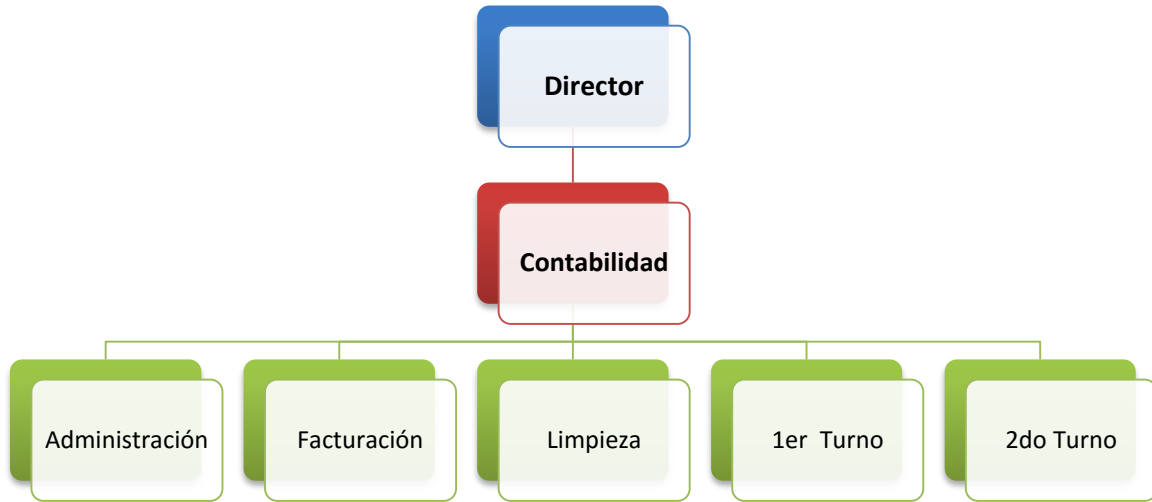 Director
Contabilidad
Administración
Facturación
Limpieza
1er Turno
2do Turno